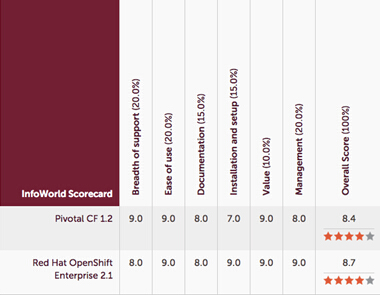 InfoWorld Scorecard
Breadth of support (20.0%)
Ease of use (20.0%)
Documentation (15.0%)
Installation and setup (15.0%)
Value (10.0%)
Management (20.0%)
Overall Score (100%)
Pivotal CF 1.2 9.0 9.0 8.0 7.0 9.0 8.0 8.4
Red Hat OpenShift
Enterprise 2.1 8.0 9.0 8.0 9.0 9.0 9.0 8.7